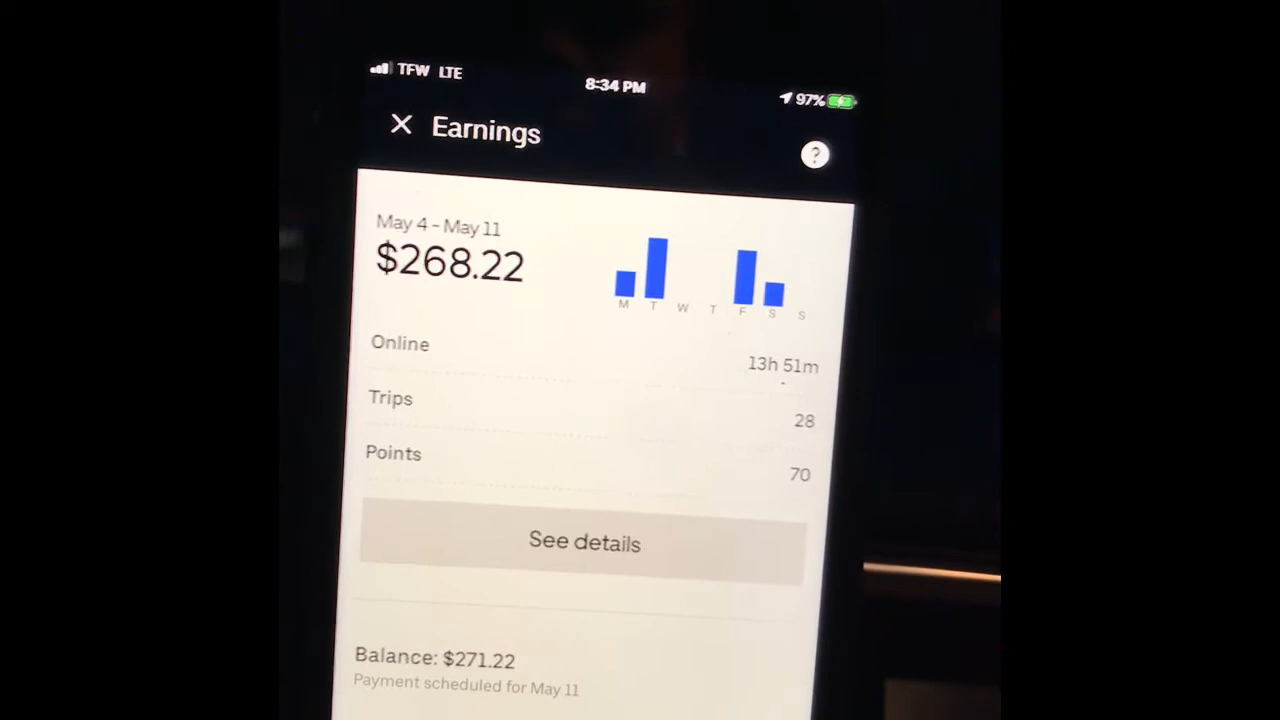 TFW LTE 8:34 PM 97%
X Earnings ?
May 4 - May 11
$268.22
M T W T F S S
Online 13h 51m
Trips 28
Points 70
See details
Balance: $271.22
Payment scheduled for May 11